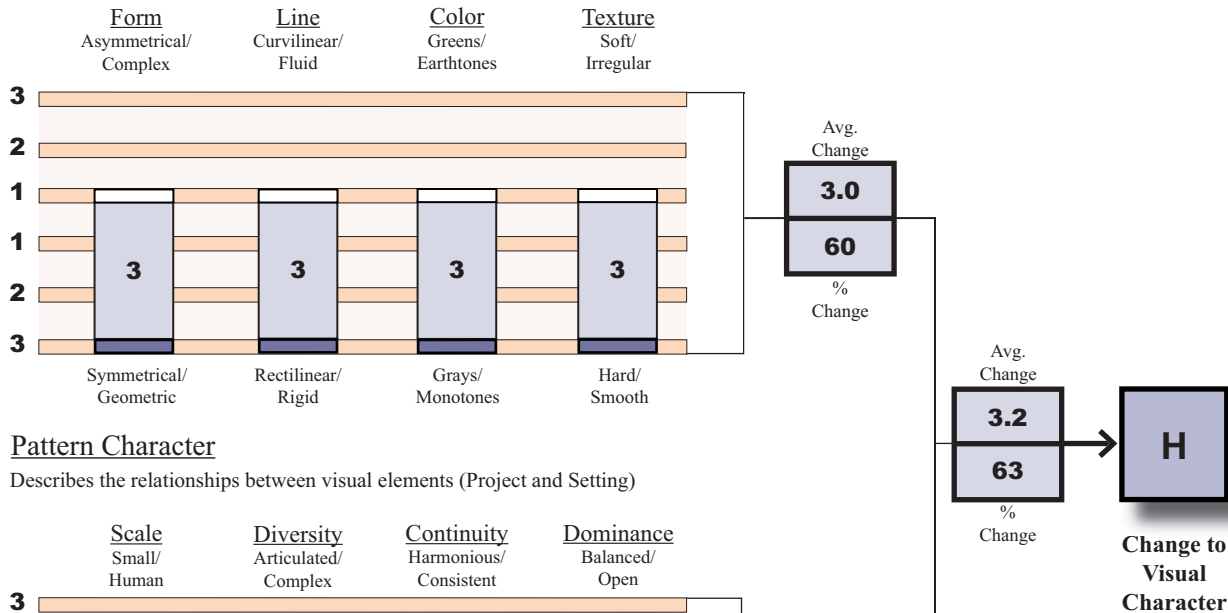 Form Line Color Texture
Asymmetrical/ Curvilinear/ Greens/ Soft/
Complex Fluid Earthtones Irregular
3
2
1
1
2
3
3 3 3 3
Symmetrical/ Rectilinear/ Grays/ Hard/
Geometric Rigid Monotones Smooth
Avg.
Change
3.0
60
%
Change
Avg.
Change
3.2
63
%
Change
H
Change to
Visual
Character
Pattern Character
Describes the relationships between visual elements (Project and Setting)
Scale Diversity Continuity Dominance
Small/ Articulated/ Harmonious/ Balanced/
Human Complex Consistent Open
3